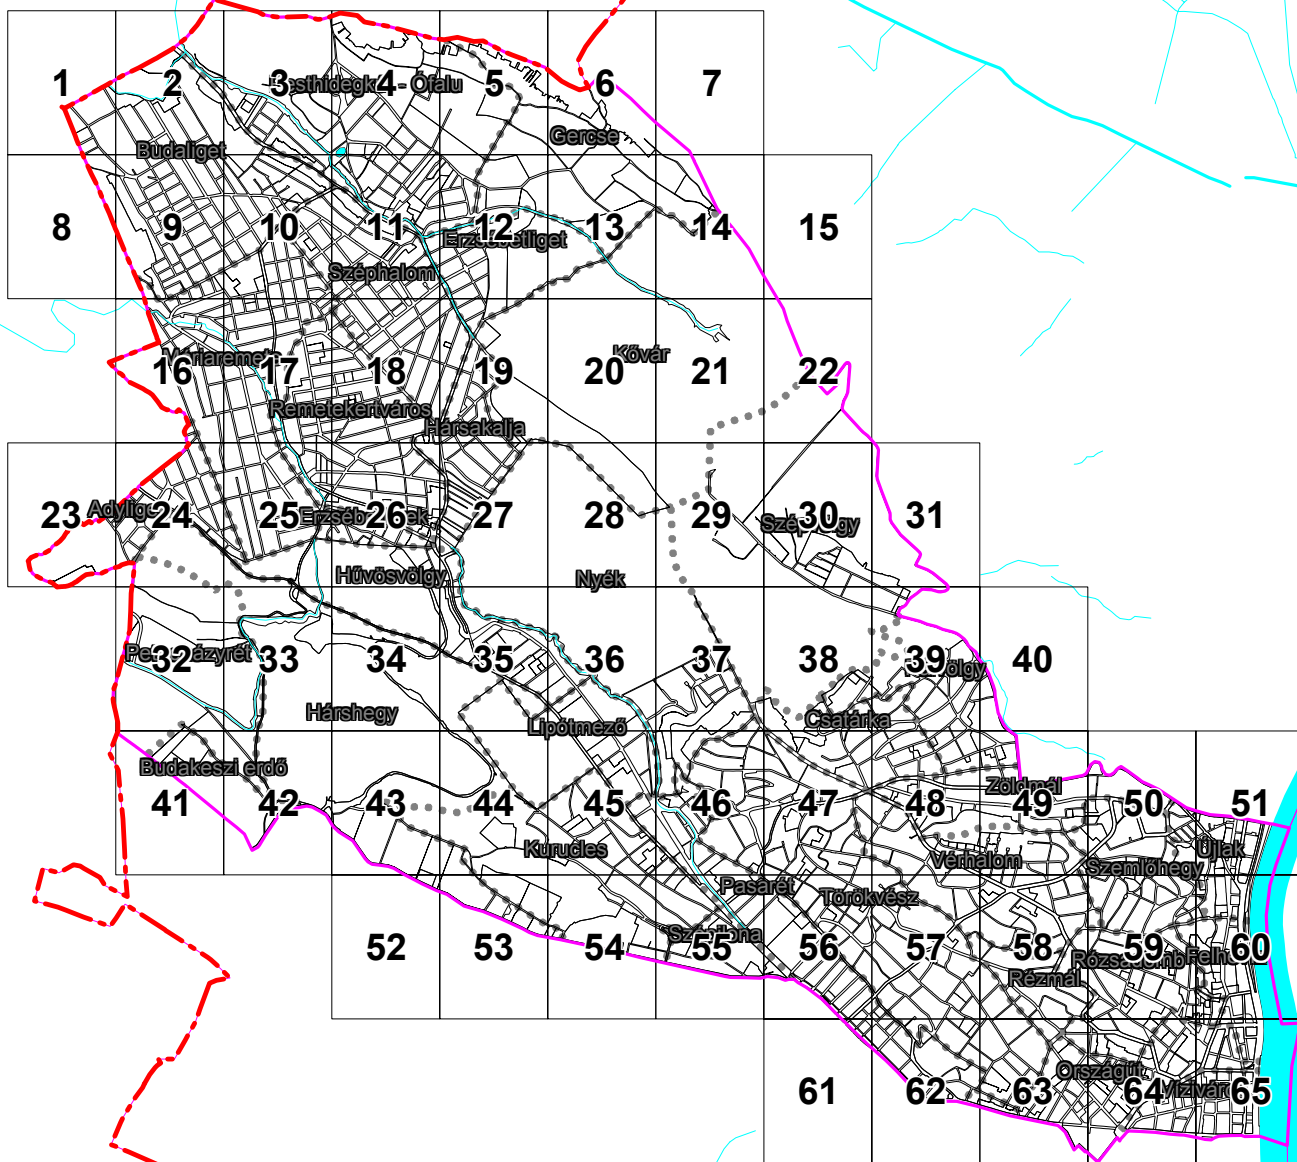 1 2 3 4 5 6 7
- Ófalu
Gercse
Budaliget
8 9 10 11 12 13 14 15
Széphalom
Kővár
16 17 18 19 20 21 22
Remetekertváros
Hársakalja
23 24 25 26 27 28 29 30 31
Hűvösvölgy
Nyék
32 33 34 35 36 37 38 39 40
Hárshegy
Csatárka
Lipótmező
Budakeszi erdő
Zöldmál
41 42 43 44 45 46 47 48 49 50 51
Kurucles
Újlak
Vérhalom
Szemlőhegy
Pasarét
Törökvész
52 53 54 55 56 57 58 59 60
Rézmál
Országút
61 62 63 64 65